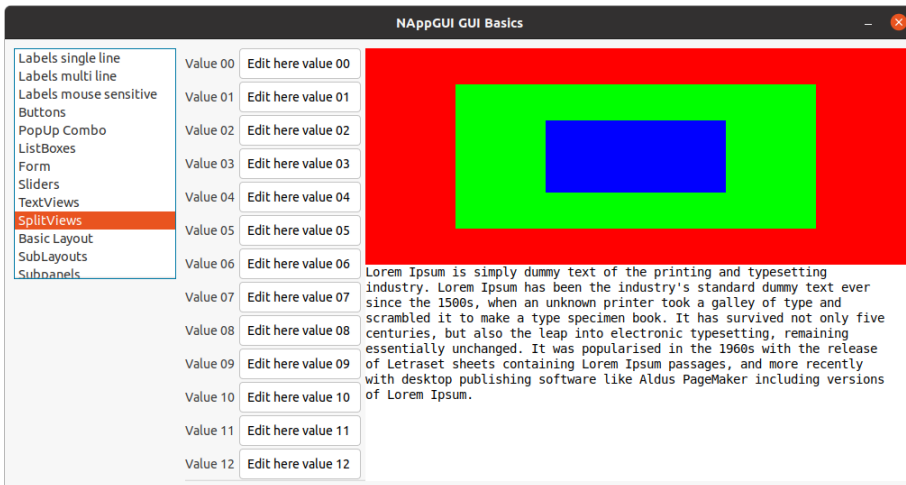 NAppGUI GUI Basics
Labels single line
Labels multi line
Labels mouse sensitive
Buttons
PopUp Combo
ListBoxes
Form
Sliders
TextViews
SplitViews
Basic Layout
SubLayouts
Subpanels
Value 00 Edit here value 00
Value 01 Edit here value 01
Value 02 Edit here value 02
Value 03 Edit here value 03
Value 04 Edit here value 04
Value 05 Edit here value 05
Value 06 Edit here value 06
Value 07 Edit here value 07
Value 08 Edit here value 08
Value 09 Edit here value 09
Value 10 Edit here value 10
Value 11 Edit here value 11
Value 12 Edit here value 12
Lorem Ipsum is simply dummy text of the printing and typesetting
industry. Lorem Ipsum has been the industry's standard dummy text ever
since the 1500s, when an unknown printer took a galley of type and
scrambled it to make a type specimen book. It has survived not only five
centuries, but also the leap into electronic typesetting, remaining
essentially unchanged. It was popularised in the 1960s with the release
of Letraset sheets containing Lorem Ipsum passages, and more recently
with desktop publishing software like Aldus PageMaker including versions
of Lorem Ipsum.